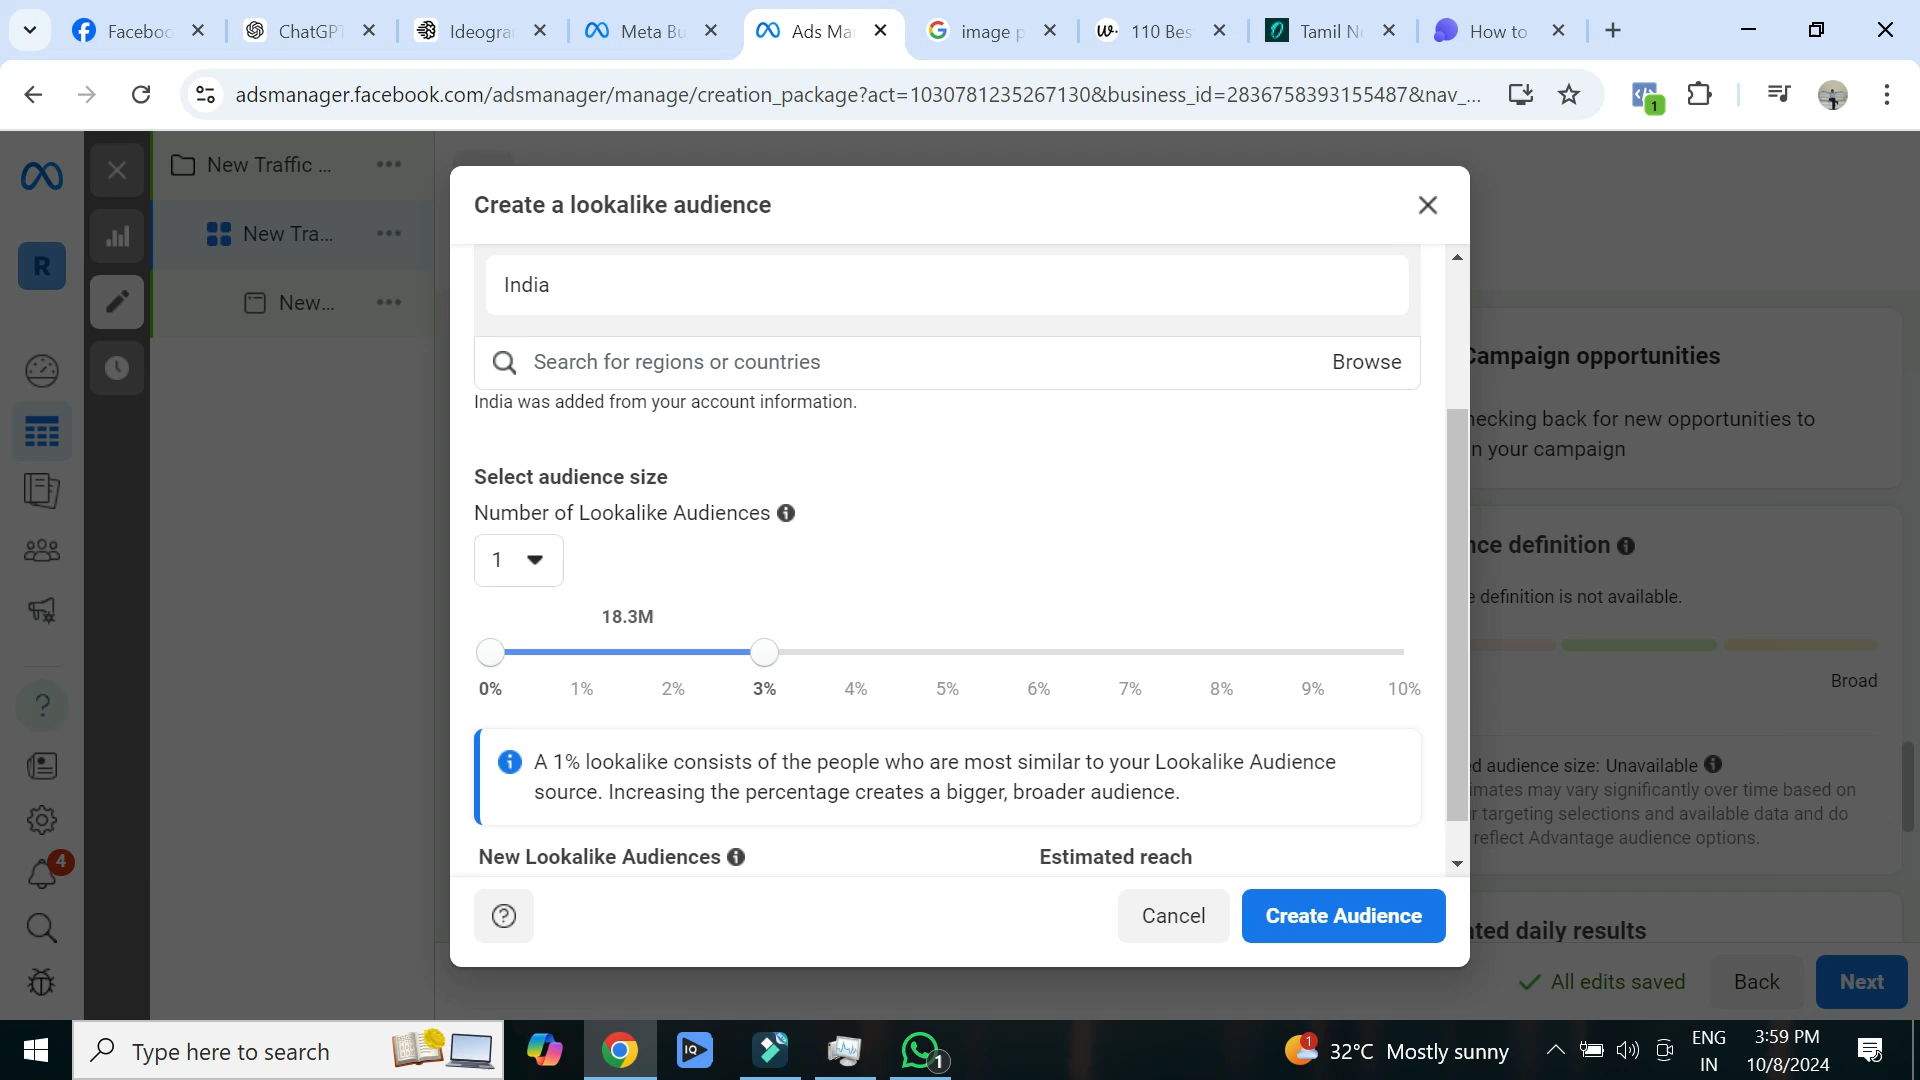 Faceboo
ChatGPT
Ideogra
Meta Bu
Ads Ma
image p
110 Bes
Tamil Ne
How to
adsmanager.facebook.com/adsmanager/manage/creation_package?act=1030781235267130&business_id=2836758393155487&nav_...
1
New Traffic ...
New Tra...
New...
R
4
Create a lookalike audience
India
Search for regions or countries
Browse
India was added from your account information.
Select audience size
Number of Lookalike Audiences
1
18.3M
0% 1% 2% 3% 4% 5% 6% 7% 8% 9% 10%
A 1% lookalike consists of the people who are most similar to your Lookalike Audience
source. Increasing the percentage creates a bigger, broader audience.
New Lookalike Audiences
Estimated reach
Cancel
Create Audience
Campaign opportunities
hecking back for new opportunities to
n your campaign
nce definition
e definition is not available.
Broad
d audience size: Unavailable
imates may vary significantly over time based on
r targeting selections and available data and do
reflect Advantage audience options.
ated daily results
All edits saved
Back
Next
Type here to search
IQ
1
1
32°C Mostly sunny
ENG
IN
3:59 PM
10/8/2024